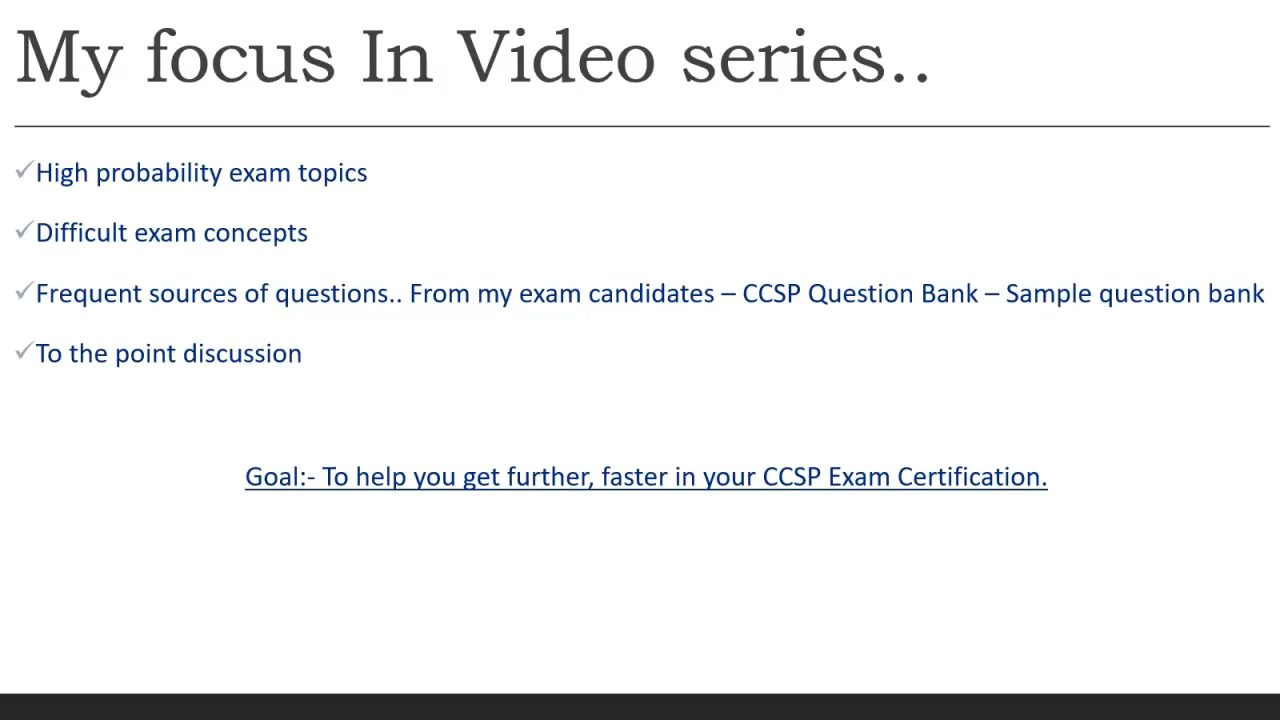 My focus In Video series..
✓High probability exam topics
✓Difficult exam concepts
✓Frequent sources of questions.. From my exam candidates – CCSP Question Bank – Sample question bank
✓To the point discussion
Goal:- To help you get further, faster in your CCSP Exam Certification.